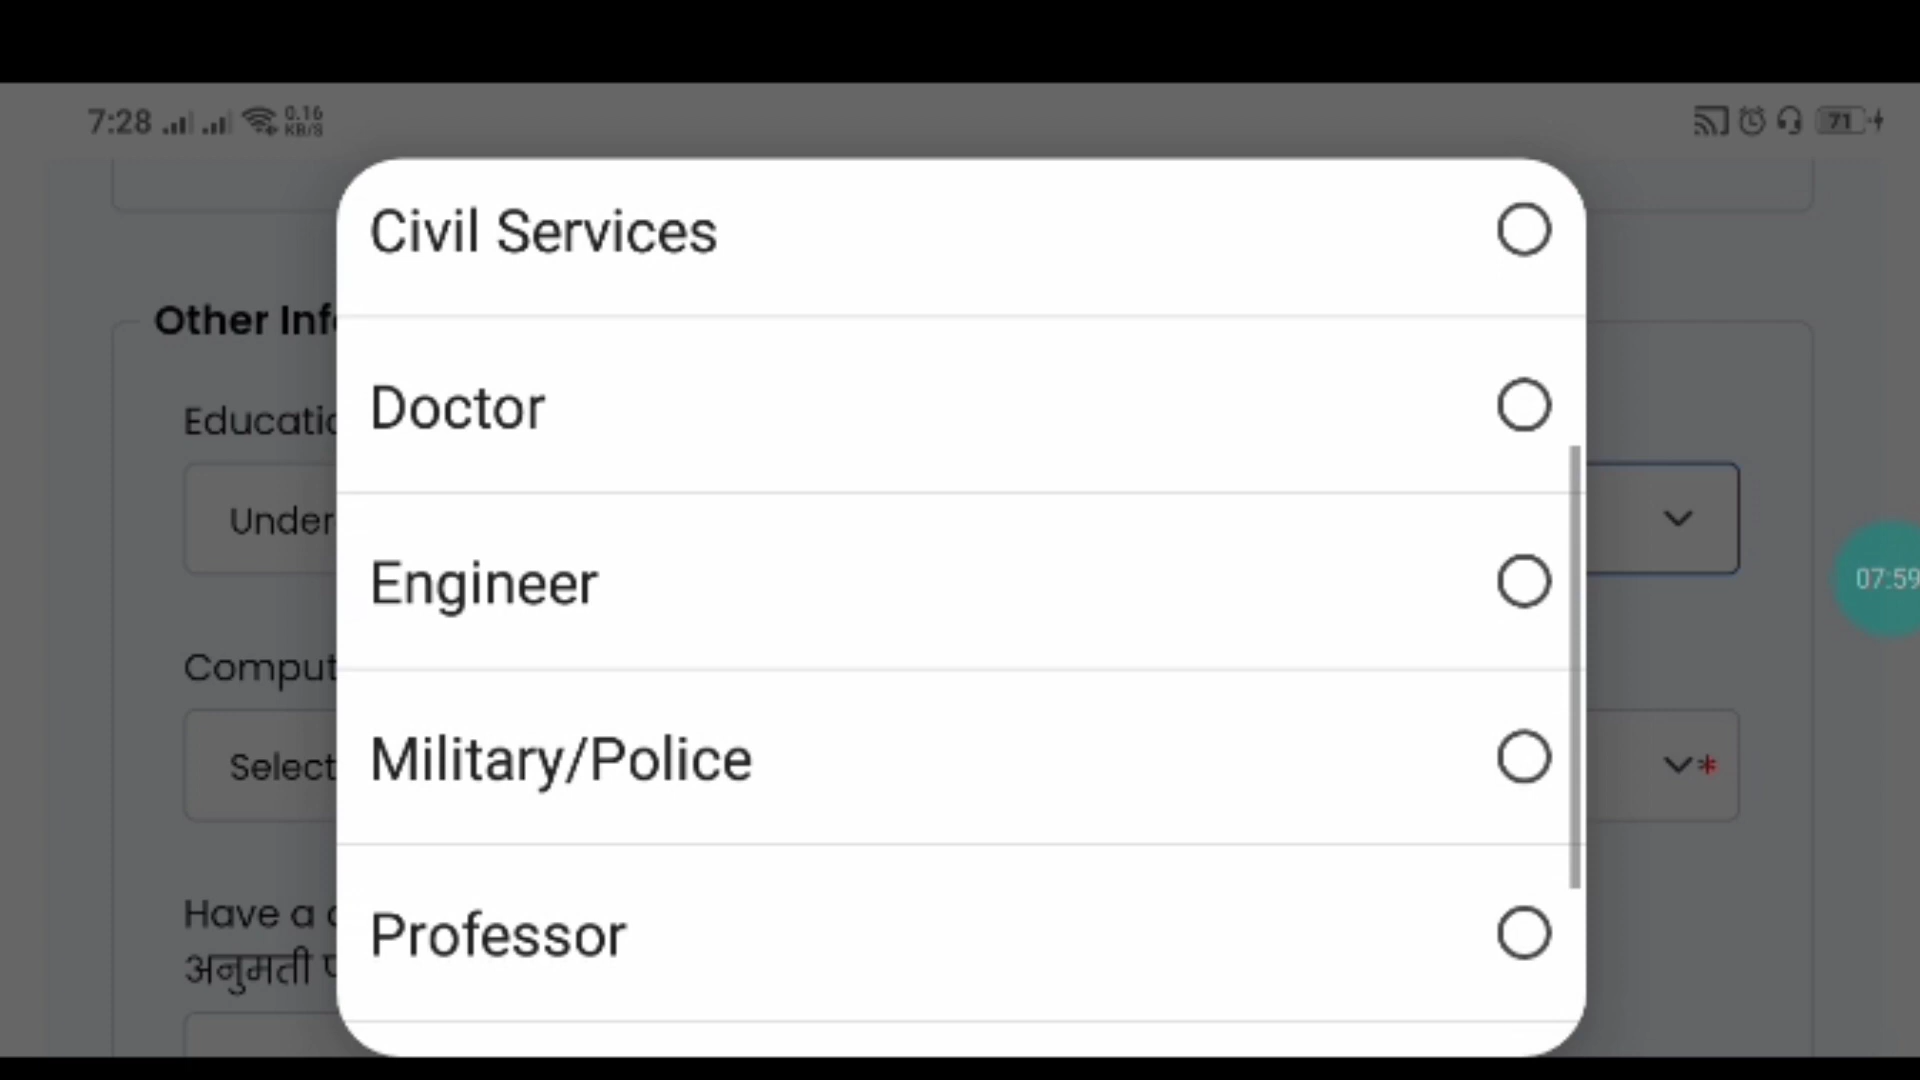 7:28 0.16 KB/S 71
Civil Services
Other Inf
Doctor
Educati
Under
Engineer
07:59
Comput
Select
Military/Police
*
Have a
Professor
अनुमती